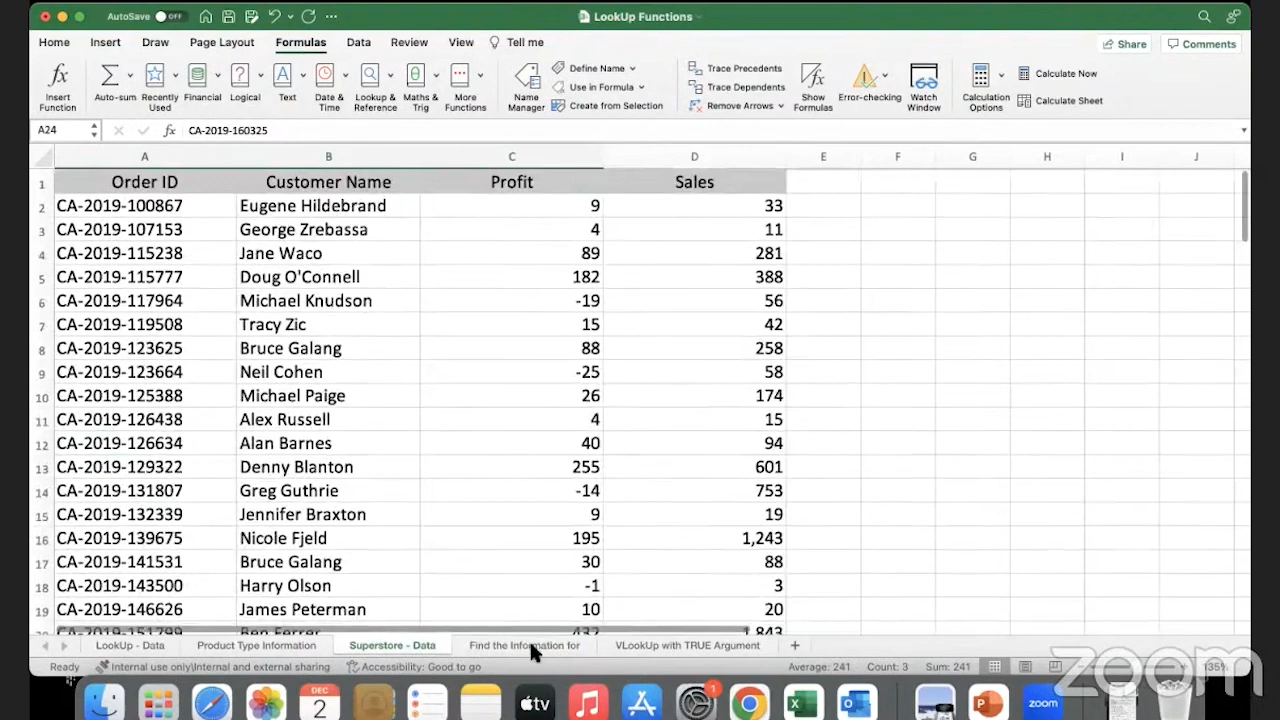 AutoSave OFF
LookUp Functions
Home Insert Draw Page Layout Formulas Data Review View Tell me
Share Comments
Insert Function
Auto-sum
Recently Used
Financial
Logical
Text
Date & Time
Lookup & Reference
Maths & Trig
More Functions
Name Manager
Define Name
Use in Formula
Create from Selection
Trace Precedents
Trace Dependents
Remove Arrows
Show Formulas
Error-checking
Watch Window
Calculation Options
Calculate Now
Calculate Sheet
A24 fx CA-2019-160325
A B C D E F G H I J
1 Order ID Customer Name Profit Sales
2 CA-2019-100867 Eugene Hildebrand 9 33
3 CA-2019-107153 George Zrebassa 4 11
4 CA-2019-115238 Jane Waco 89 281
5 CA-2019-115777 Doug O'Connell 182 388
6 CA-2019-117964 Michael Knudson -19 56
7 CA-2019-119508 Tracy Zic 15 42
8 CA-2019-123625 Bruce Galang 88 258
9 CA-2019-123664 Neil Cohen -25 58
10 CA-2019-125388 Michael Paige 26 174
11 CA-2019-126438 Alex Russell 4 15
12 CA-2019-126634 Alan Barnes 40 94
13 CA-2019-129322 Denny Blanton 255 601
14 CA-2019-131807 Greg Guthrie -14 753
15 CA-2019-132339 Jennifer Braxton 9 19
16 CA-2019-139675 Nicole Fjeld 195 1,243
17 CA-2019-141531 Bruce Galang 30 88
18 CA-2019-143500 Harry Olson -1 3
19 CA-2019-146626 James Peterman 10 20
CA-2019-151799 Ben Ferrer 432 1,843
LookUp - Data Product Type Information Superstore - Data Find the Information for VLookUp with TRUE Argument +
Ready Internal use only\Internal and external sharing Accessibility: Good to go Average: 241 Count: 3 Sum: 241 135%
zoom
DEC
2
tv
1
zoom